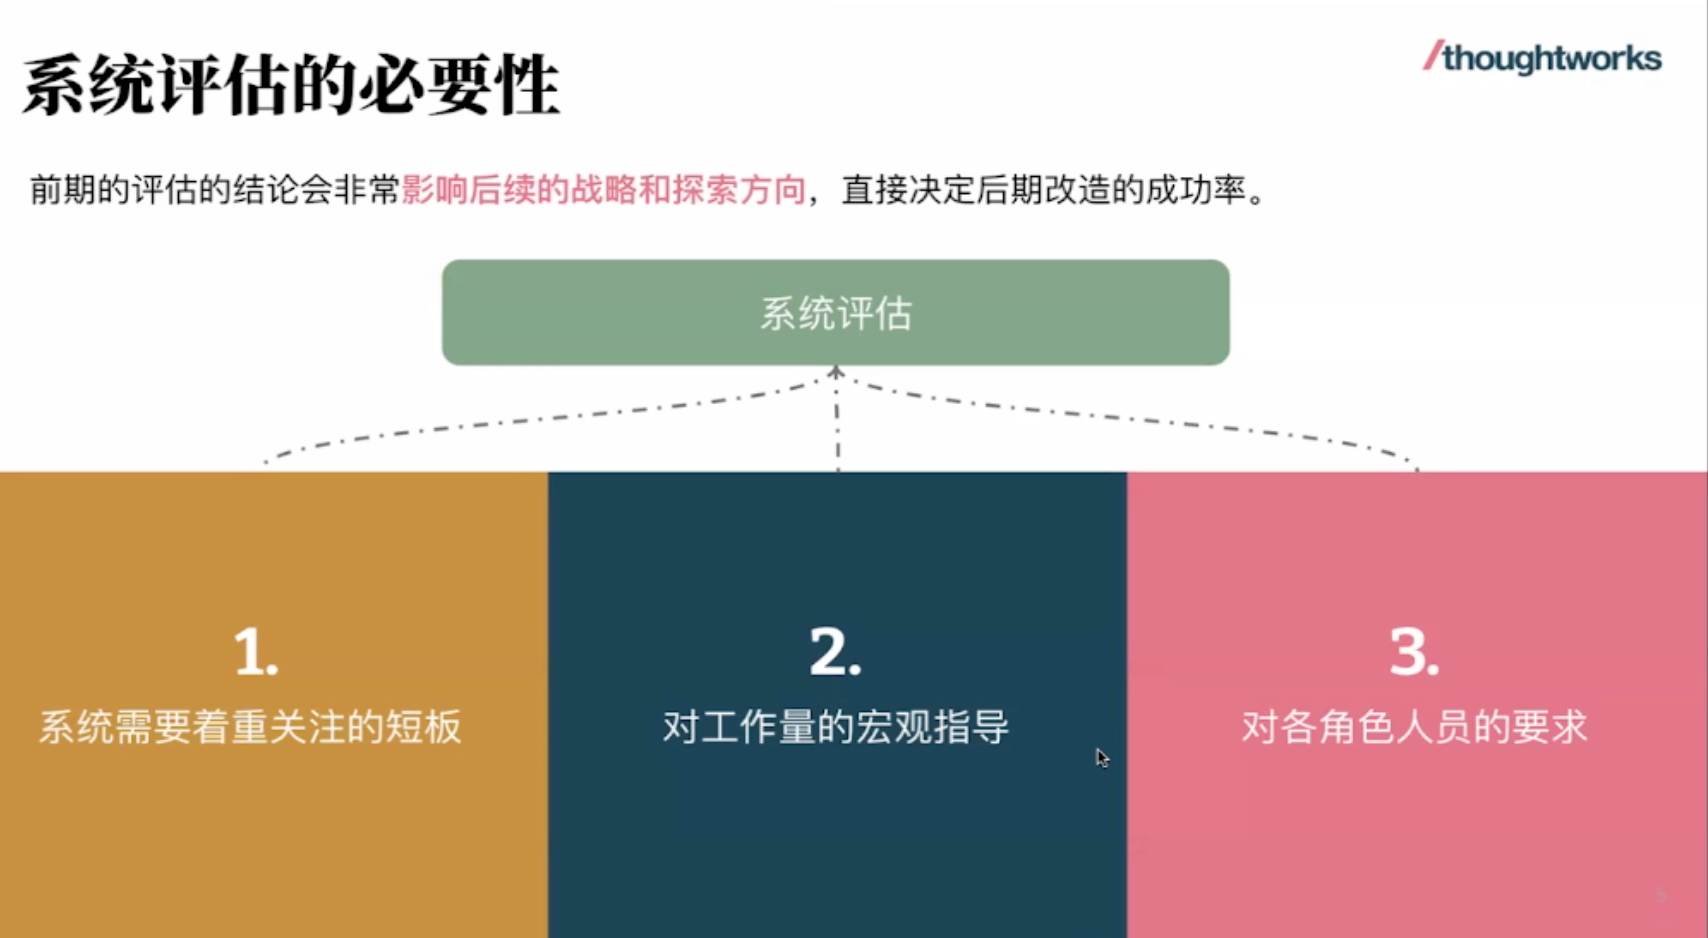 系统评估的必要性
/thoughtworks
前期的评估的结论会非常影响后续的战略和探索方向，直接决定后期改造的成功率。
系统评估
1.
系统需要着重关注的短板
2.
对工作量的宏观指导
3.
对各角色人员的要求